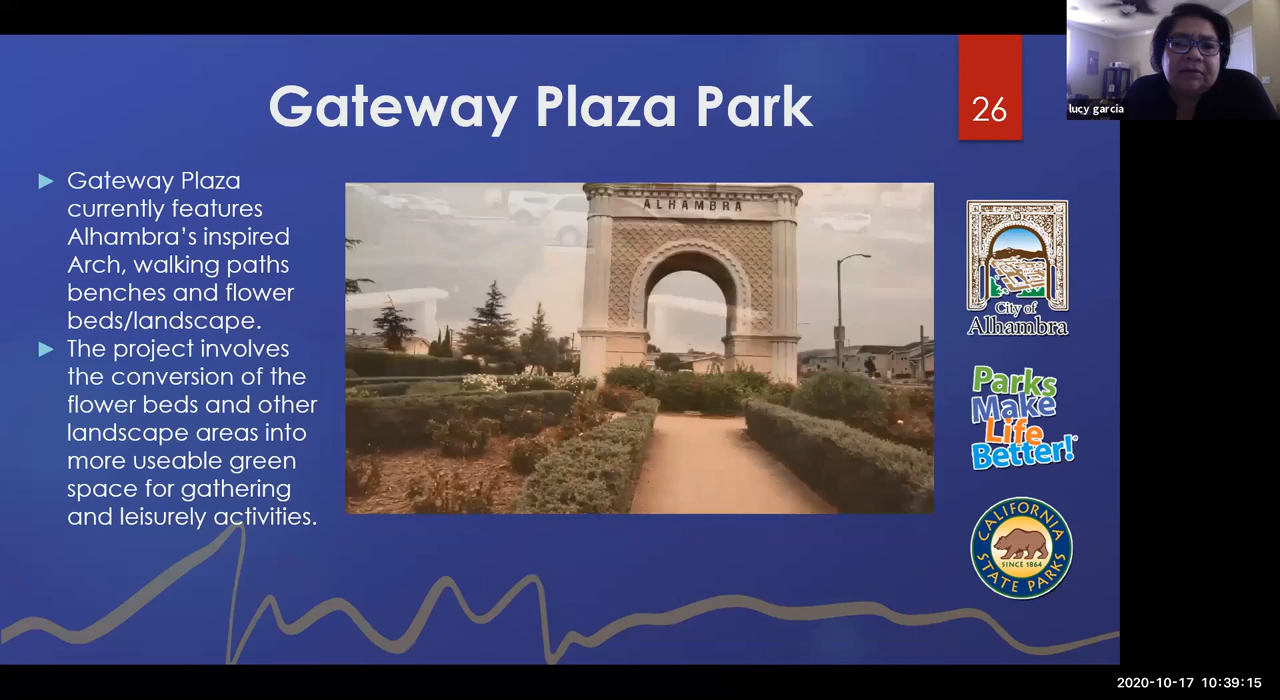 Gateway Plaza Park
26
lucy garcia
► Gateway Plaza
currently features
Alhambra's inspired
Arch, walking paths
benches and flower
beds/landscape.
► The project involves
the conversion of the
flower beds and other
landscape areas into
more useable green
space for gathering
and leisurely activities.
ALHAMBRA
City of
Alhambra
Parks
Make
Life
Better!®
CALIFORNIA
SINCE 1864
STATE PARKS
2020-10-17 10:39:15